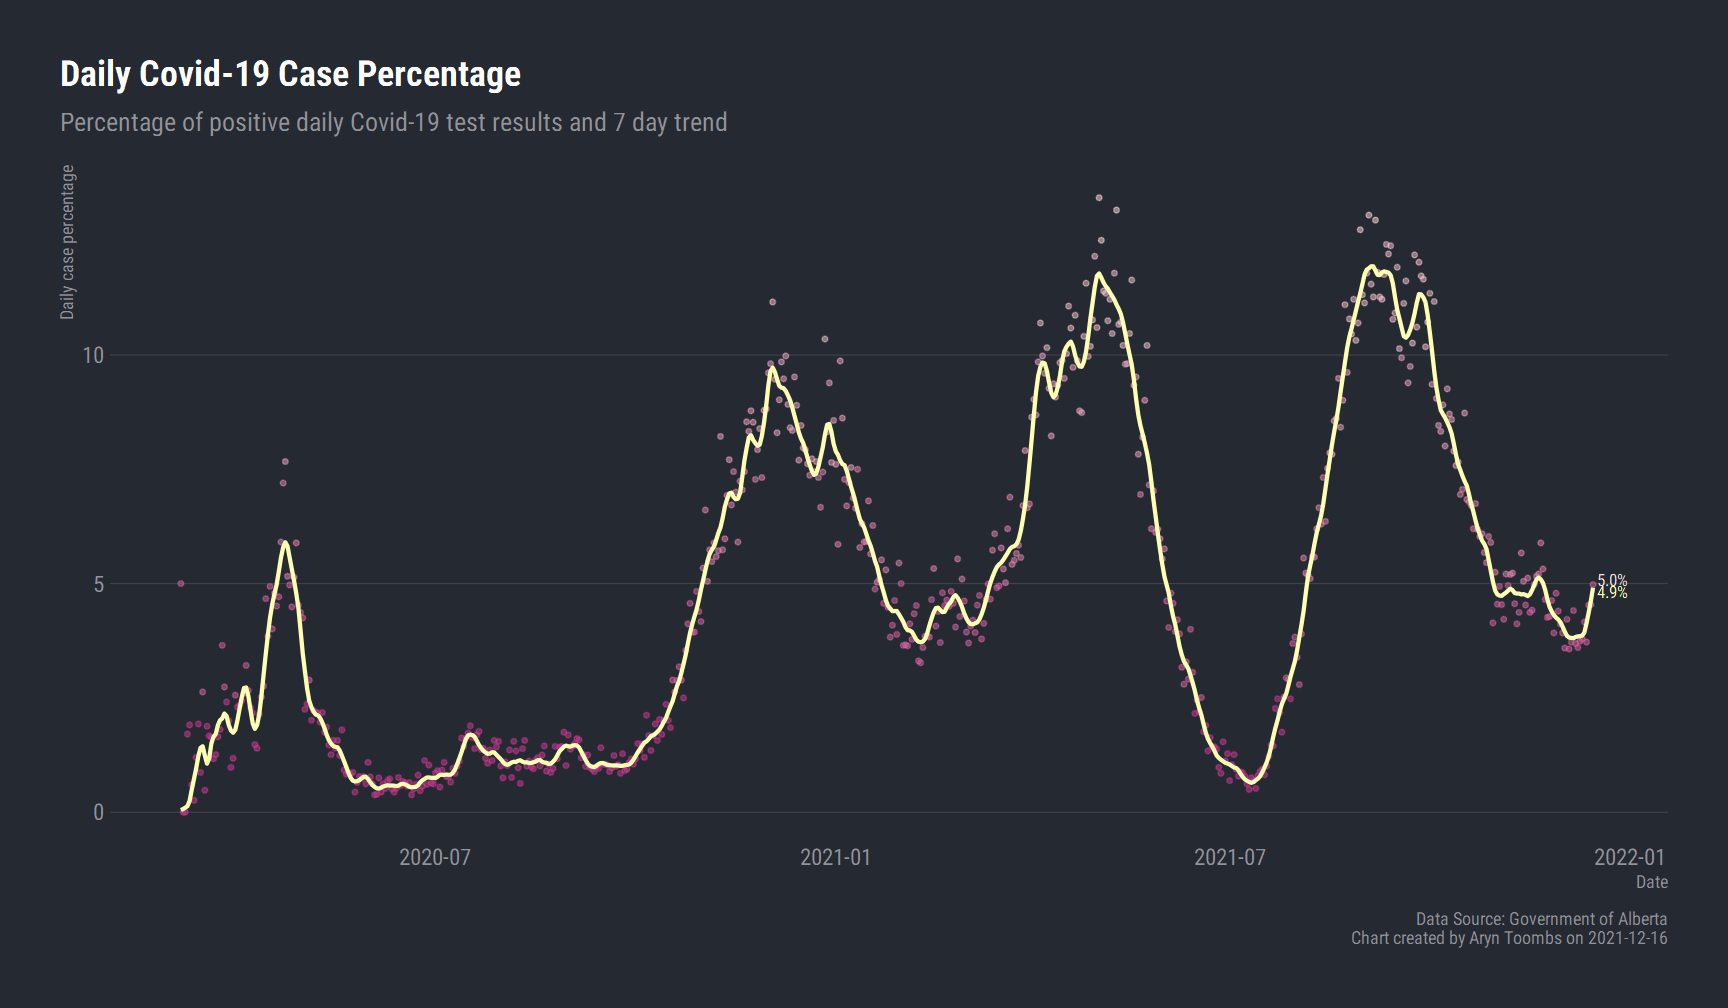 Daily Covid-19 Case Percentage
Percentage of positive daily Covid-19 test results and 7 day trend
Daily case percentage
10
5
0
5.0%
4.9%
2020-07
2021-01
2021-07
2022-01
Date
Data Source: Government of Alberta
Chart created by Aryn Toombs on 2021-12-16